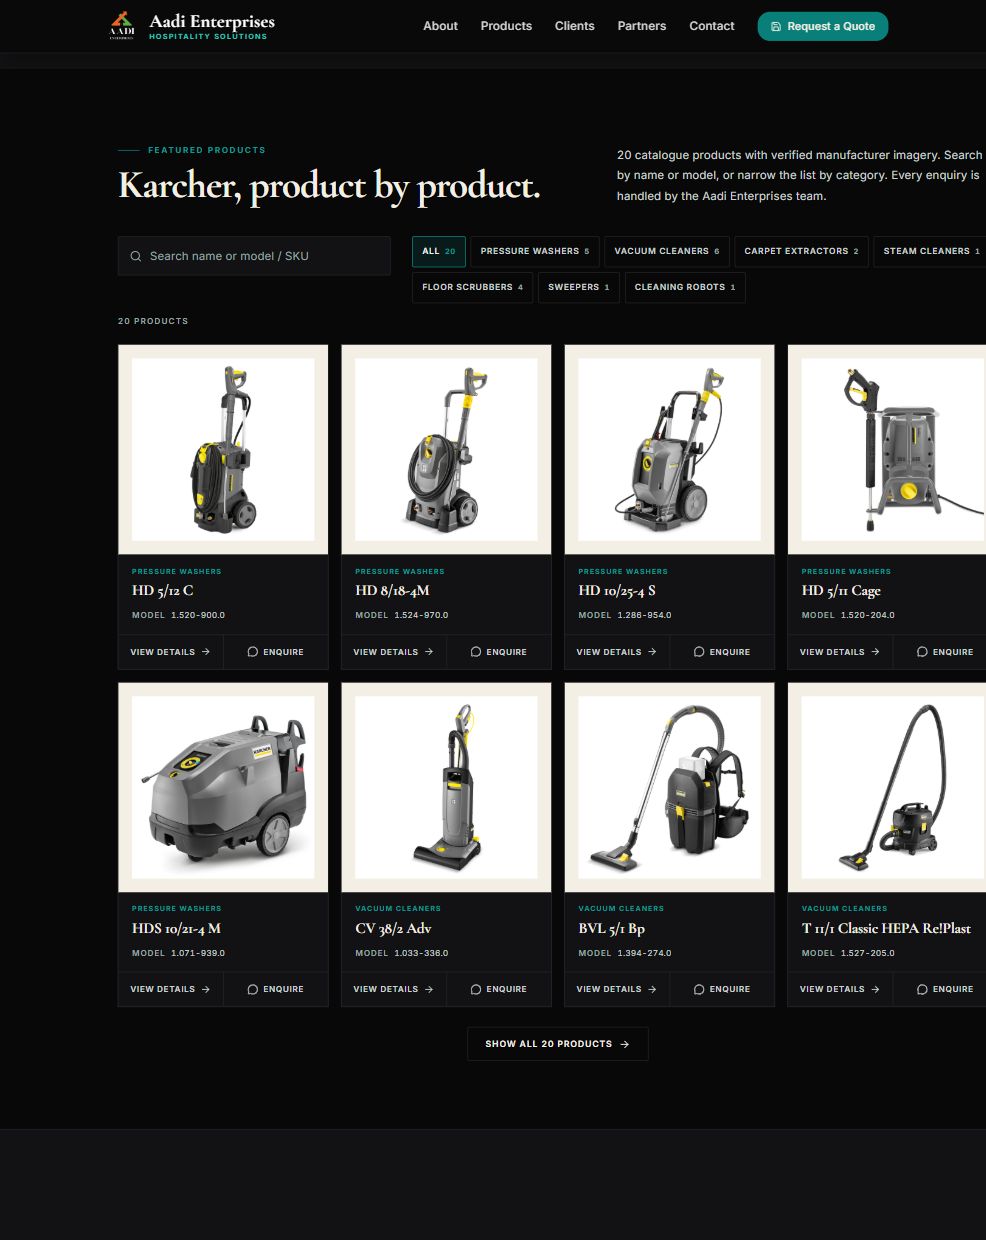 AADI
Aadi Enterprises
HOSPITALITY SOLUTIONS
About
Products
Clients
Partners
Contact
Request a Quote
FEATURED PRODUCTS
Karcher, product by product.
20 catalogue products with verified manufacturer imagery. Search
by name or model, or narrow the list by category. Every enquiry is
handled by the Aadi Enterprises team.
Search name or model / SKU
ALL 20
PRESSURE WASHERS 5
VACUUM CLEANERS 6
CARPET EXTRACTORS 2
STEAM CLEANERS 1
FLOOR SCRUBBERS 4
SWEEPERS 1
CLEANING ROBOTS 1
20 PRODUCTS
PRESSURE WASHERS
HD 5/12 C
MODEL 1.520-900.0
VIEW DETAILS →
ENQUIRE
PRESSURE WASHERS
HD 8/18-4M
MODEL 1.524-970.0
VIEW DETAILS →
ENQUIRE
PRESSURE WASHERS
HD 10/25-4 S
MODEL 1.286-954.0
VIEW DETAILS →
ENQUIRE
PRESSURE WASHERS
HD 5/11 Cage
MODEL 1.520-204.0
VIEW DETAILS →
ENQUIRE
KARCHER
PRESSURE WASHERS
HDS 10/21-4 M
MODEL 1.071-939.0
VIEW DETAILS →
ENQUIRE
VACUUM CLEANERS
CV 38/2 Adv
MODEL 1.033-336.0
VIEW DETAILS →
ENQUIRE
VACUUM CLEANERS
BVL 5/1 Bp
MODEL 1.394-274.0
VIEW DETAILS →
ENQUIRE
VACUUM CLEANERS
T 11/1 Classic HEPA Re!Plast
MODEL 1.527-205.0
VIEW DETAILS →
ENQUIRE
SHOW ALL 20 PRODUCTS →